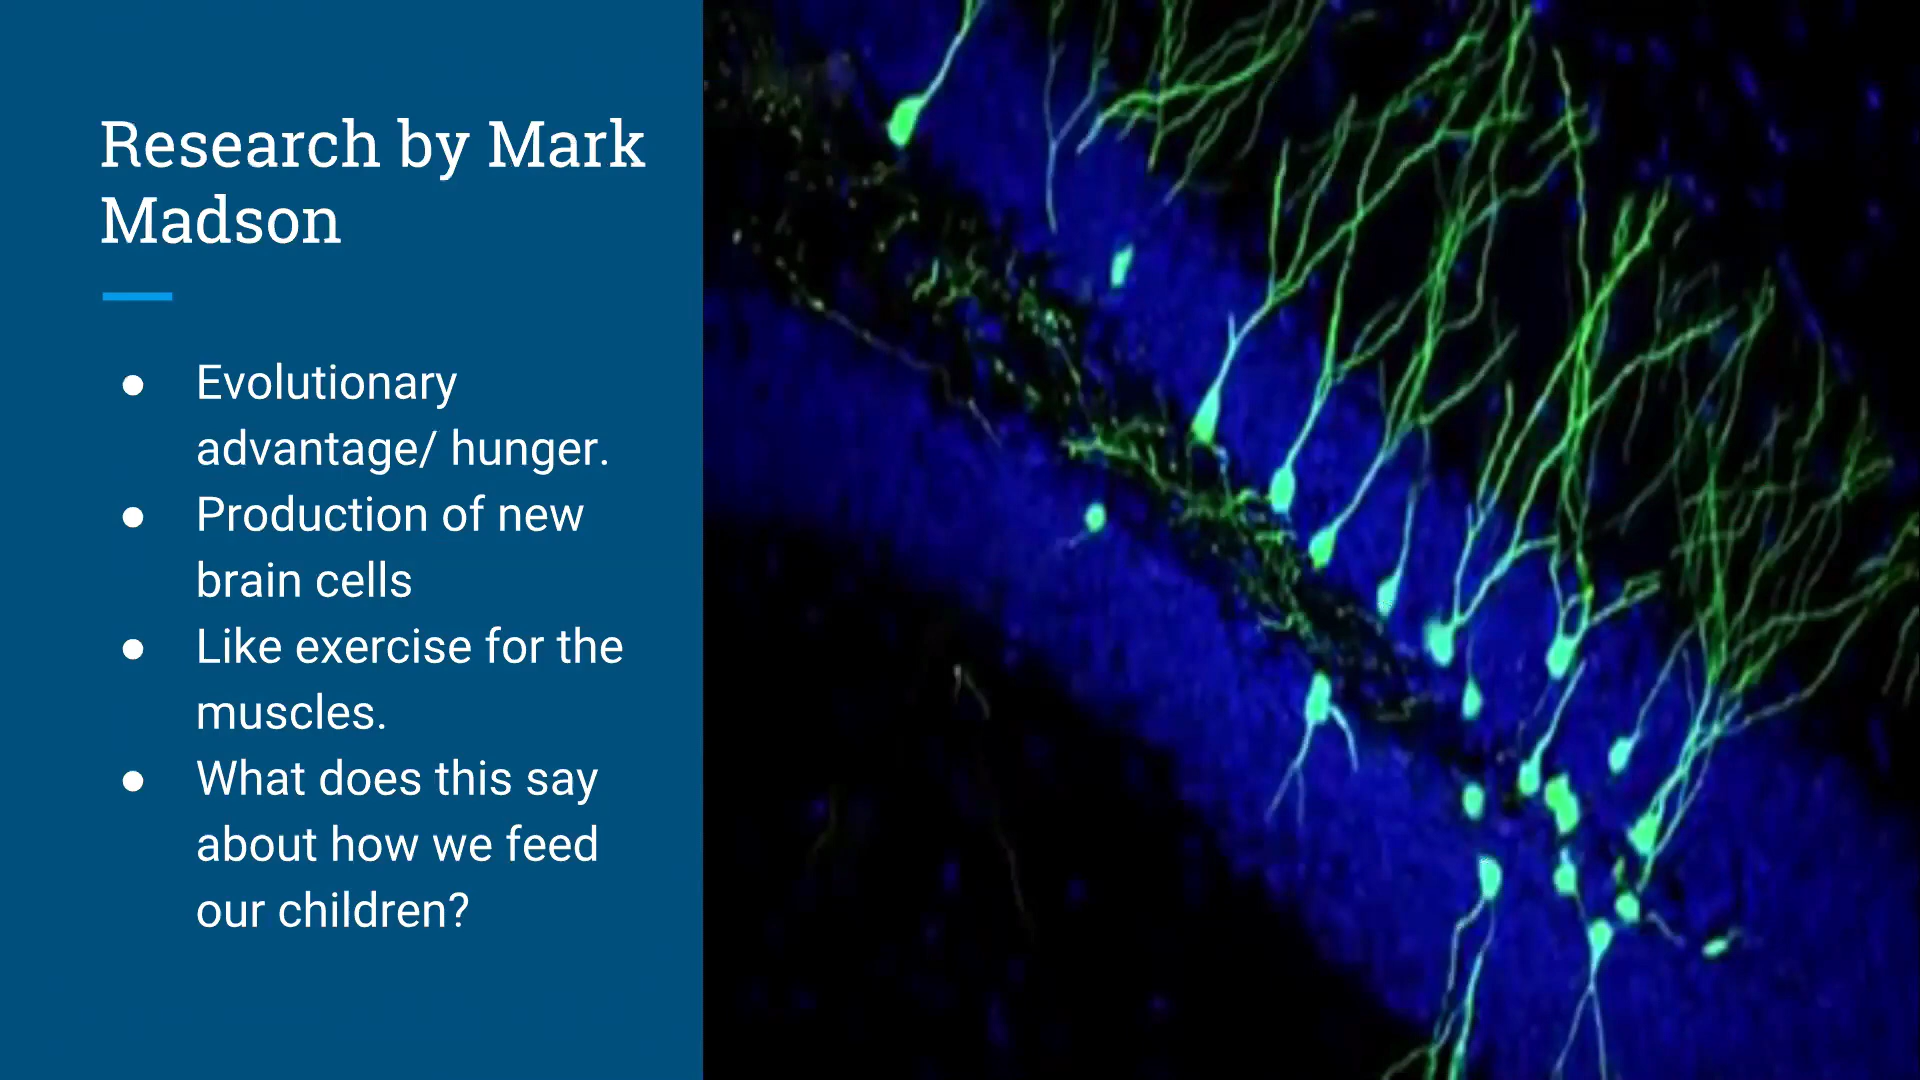 Research by Mark
Madson
● Evolutionary
advantage/ hunger.
● Production of new
brain cells
● Like exercise for the
muscles.
● What does this say
about how we feed
our children?